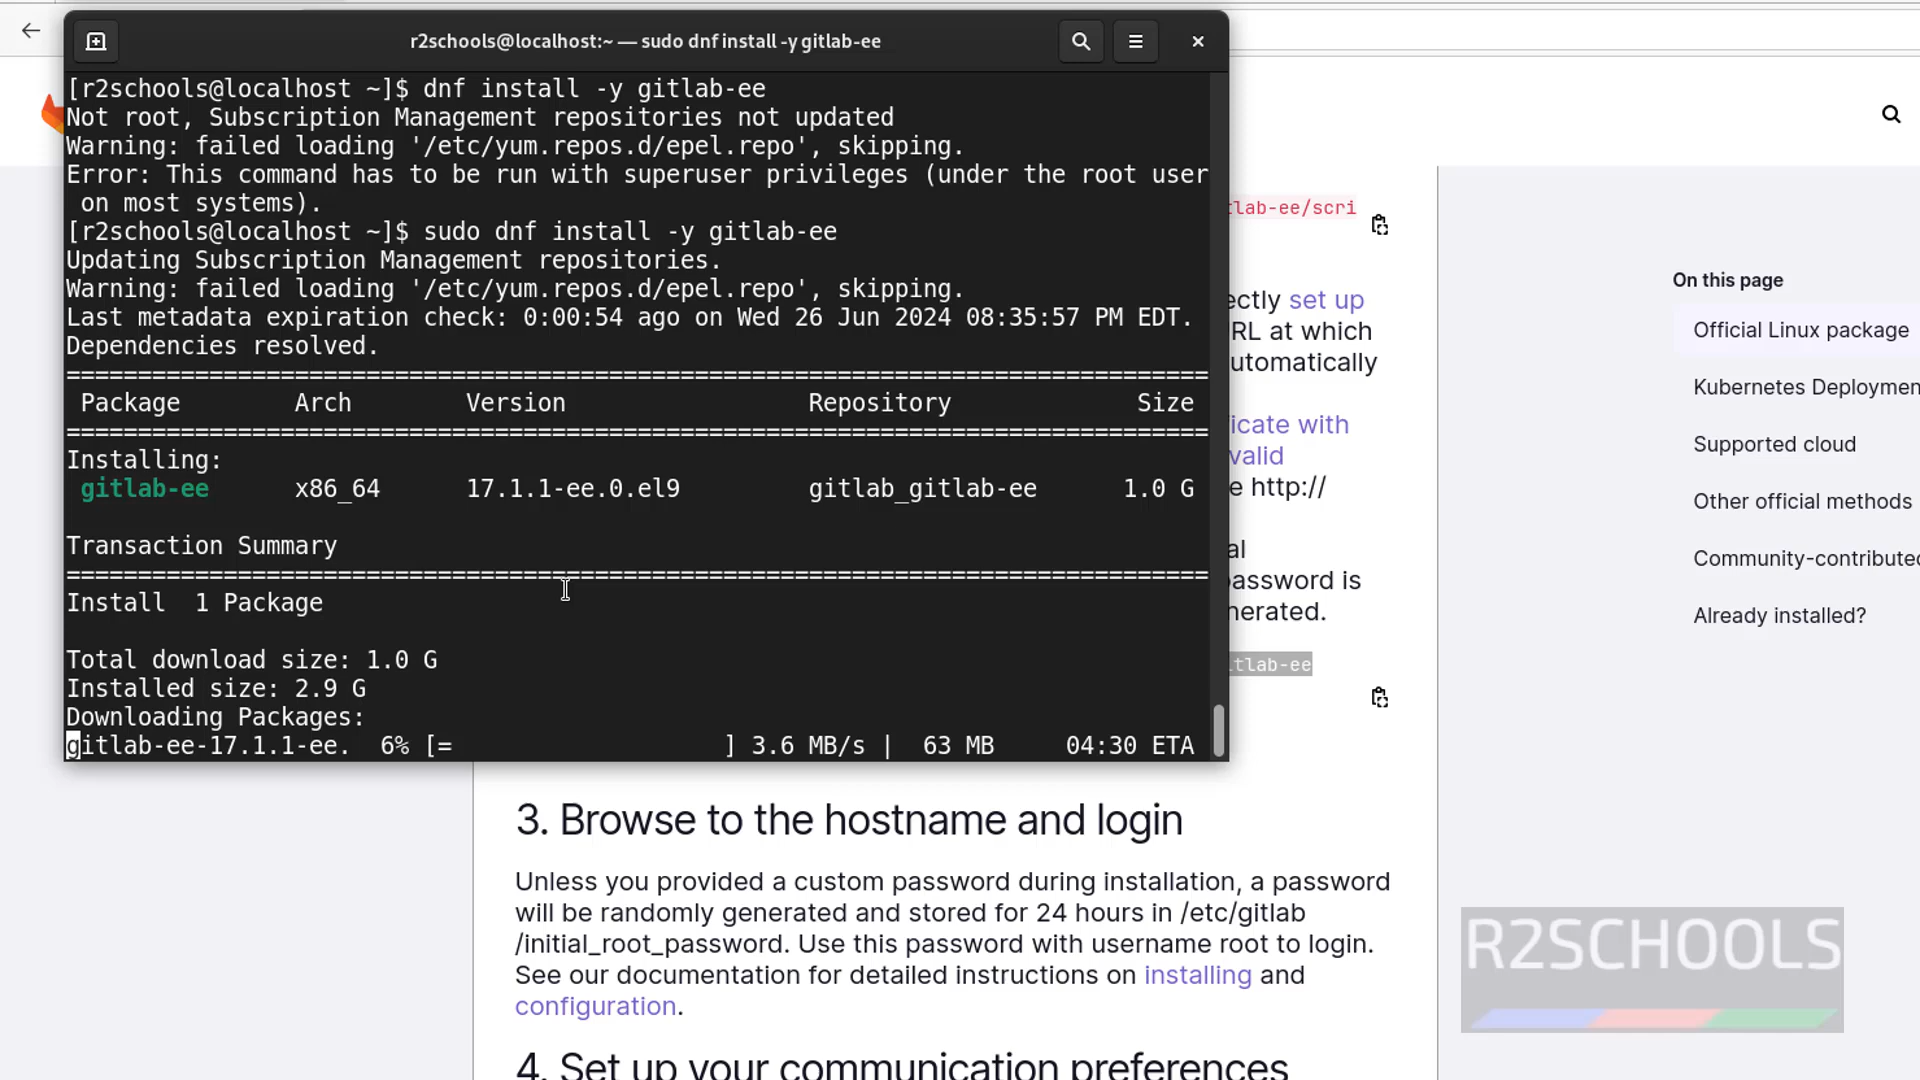 r2schools@localhost:~ — sudo dnf install -y gitlab-ee
[r2schools@localhost ~]$ dnf install -y gitlab-ee
Not root, Subscription Management repositories not updated
Warning: failed loading '/etc/yum.repos.d/epel.repo', skipping.
Error: This command has to be run with superuser privileges (under the root user
on most systems).
[r2schools@localhost ~]$ sudo dnf install -y gitlab-ee
Updating Subscription Management repositories.
Warning: failed loading '/etc/yum.repos.d/epel.repo', skipping.
Last metadata expiration check: 0:00:54 ago on Wed 26 Jun 2024 08:35:57 PM EDT.
Dependencies resolved.
================================================================================
Package Arch Version Repository Size
================================================================================
Installing:
gitlab-ee x86_64 17.1.1-ee.0.el9 gitlab_gitlab-ee 1.0 G
Transaction Summary
================================================================================
Install 1 Package
Total download size: 1.0 G
Installed size: 2.9 G
Downloading Packages:
gitlab-ee-17.1.1-ee. 6% [= ] 3.6 MB/s | 63 MB 04:30 ETA
tlab-ee/scri
ectly set up
RL at which
utomatically
icate with
valid
e http://
al
password is
nerated.
itlab-ee
3. Browse to the hostname and login
Unless you provided a custom password during installation, a password
will be randomly generated and stored for 24 hours in /etc/gitlab
/initial_root_password. Use this password with username root to login.
See our documentation for detailed instructions on installing and
configuration.
4. Set up your communication preferences
On this page
Official Linux package
Kubernetes Deploymen
Supported cloud
Other official methods
Community-contributed
Already installed?
R2SCHOOLS